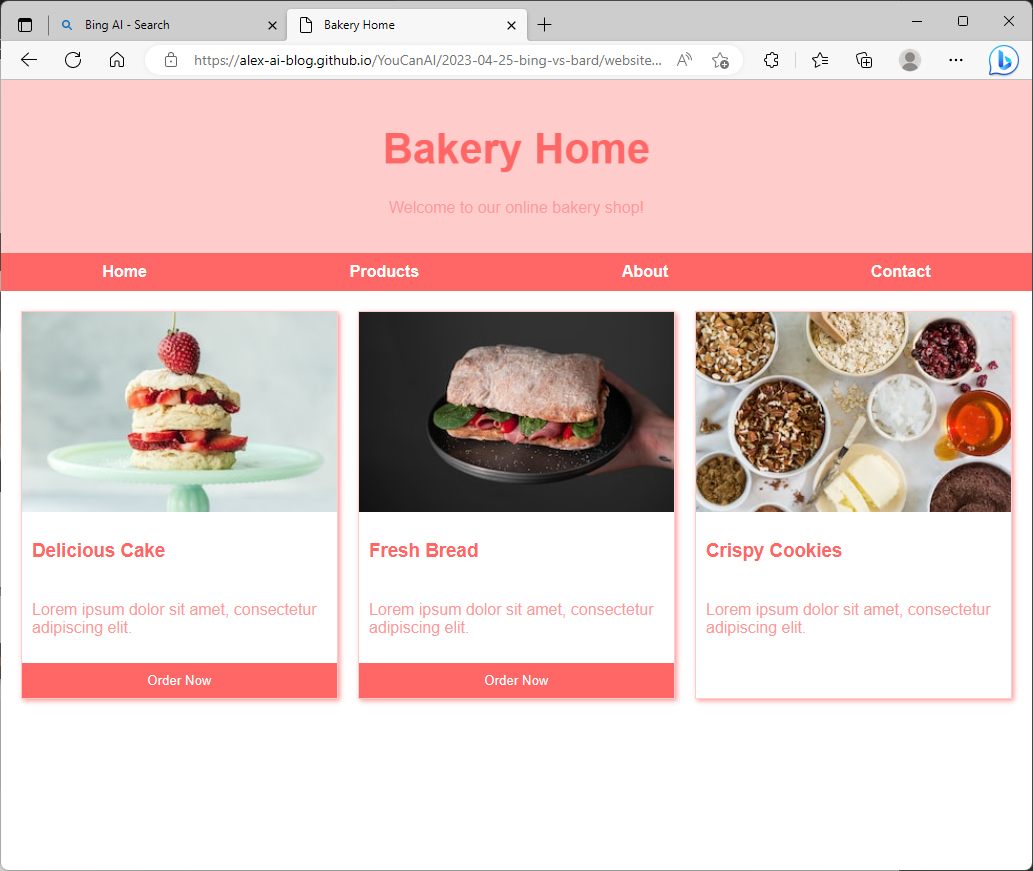 Bing AI - Search
Bakery Home
https://alex-ai-blog.github.io/YouCanAI/2023-04-25-bing-vs-bard/website...
Bakery Home
Welcome to our online bakery shop!
Home Products About Contact
Delicious Cake
Lorem ipsum dolor sit amet, consectetur
adipiscing elit.
Order Now
Fresh Bread
Lorem ipsum dolor sit amet, consectetur
adipiscing elit.
Order Now
Crispy Cookies
Lorem ipsum dolor sit amet, consectetur
adipiscing elit.